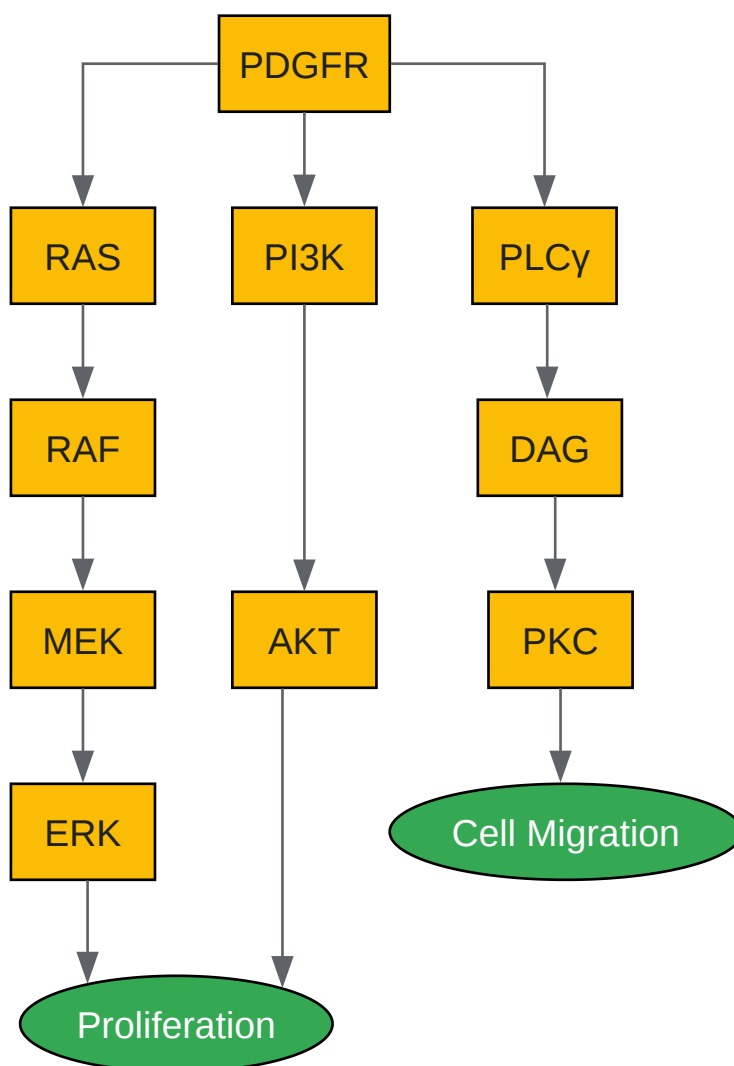 PDGFR
RAS
PI3K
PLCγ
RAF
DAG
MEK
AKT
PKC
ERK
Cell Migration
Proliferation